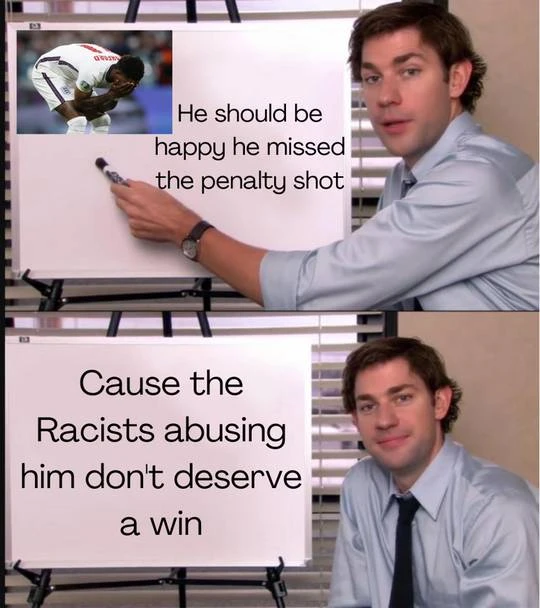 He should be
happy he missed
the penalty shot
Cause the
Racists abusing
him don't deserve
a win